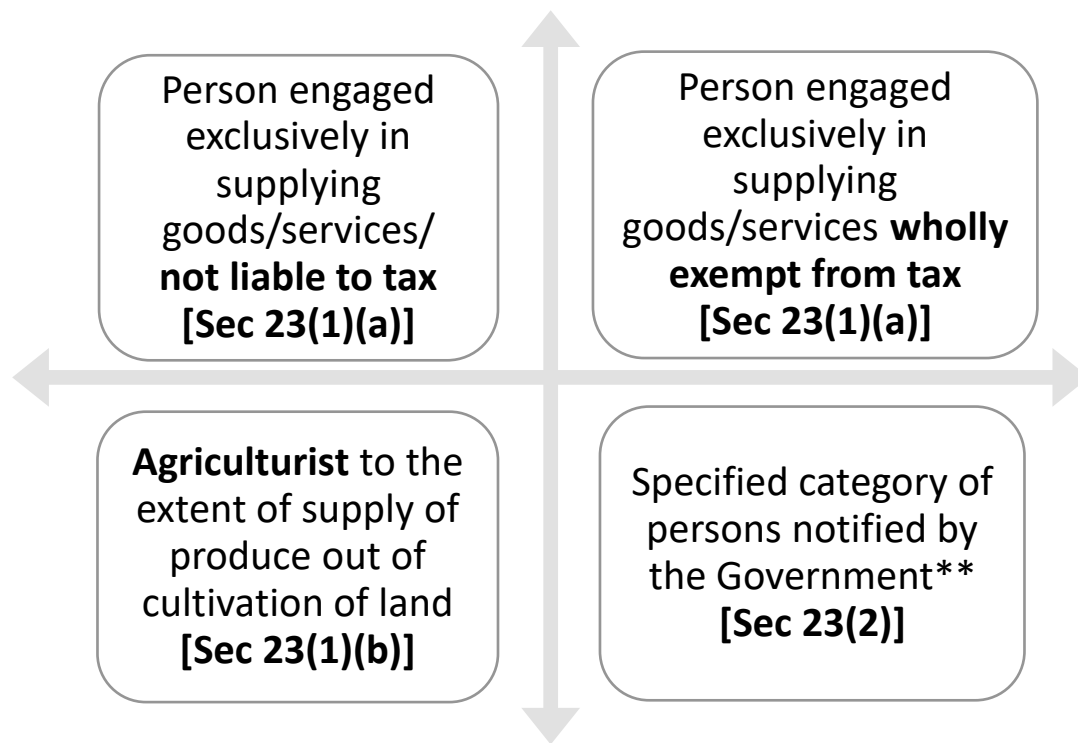 Person engaged
exclusively in
supplying
goods/services/
not liable to tax
[Sec 23(1)(a)]
Person engaged
exclusively in
supplying
goods/services wholly
exempt from tax
[Sec 23(1)(a)]
Agriculturist to the
extent of supply of
produce out of
cultivation of land
[Sec 23(1)(b)]
Specified category of
persons notified by
the Government**
[Sec 23(2)]